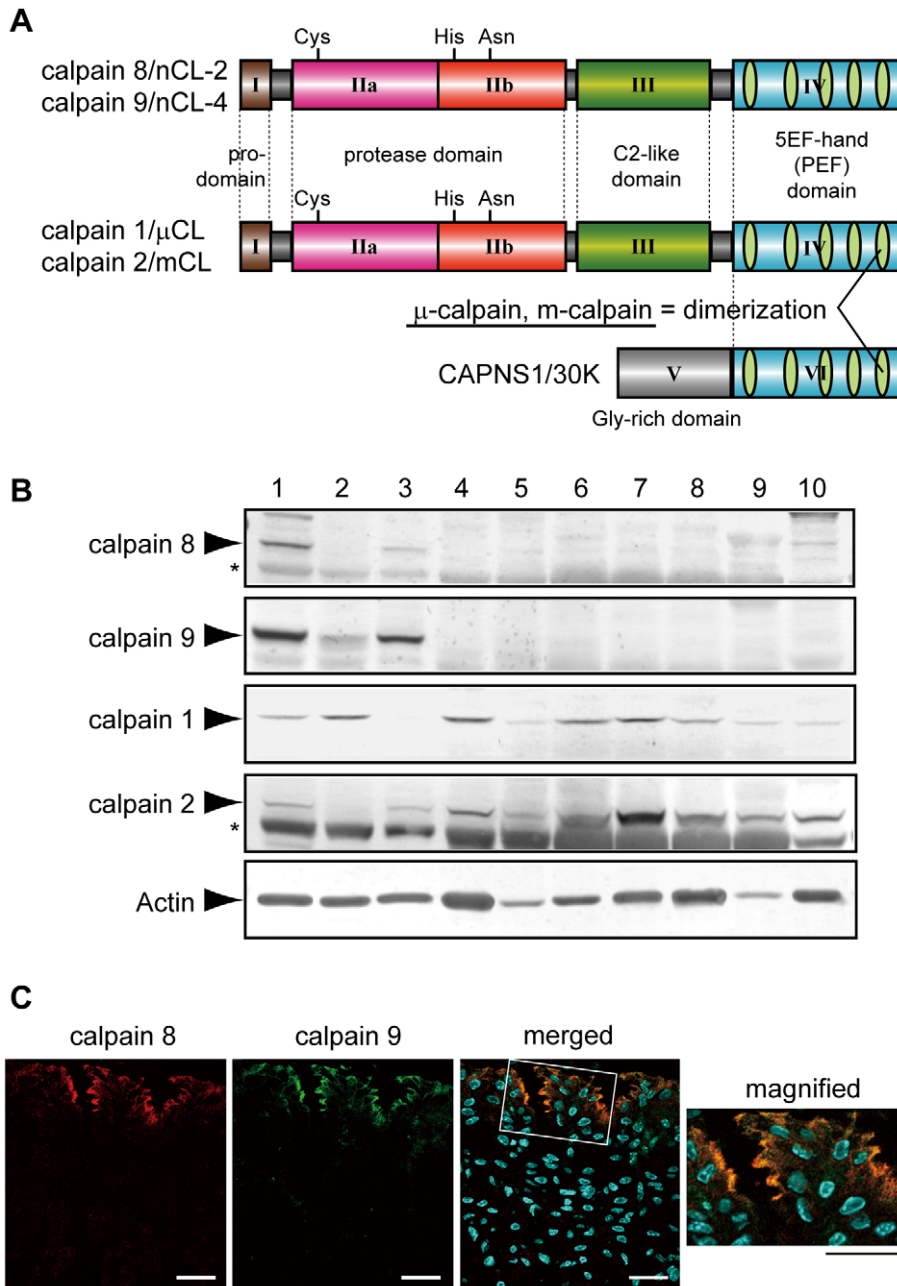 A
Cys His Asn
calpain 8/nCL-2
calpain 9/nCL-4
I IIa IIb III IV
pro-
domain
protease domain
C2-like
domain
5EF-hand
(PEF)
domain
Cys His Asn
calpain 1/μCL
calpain 2/mCL
I IIa IIb III IV
μ-calpain, m-calpain = dimerization
CAPNS1/30K
V VI
Gly-rich domain
B
1 2 3 4 5 6 7 8 9 10
calpain 8
*
calpain 9
calpain 1
calpain 2
*
Actin
C
calpain 8 calpain 9 merged
magnified